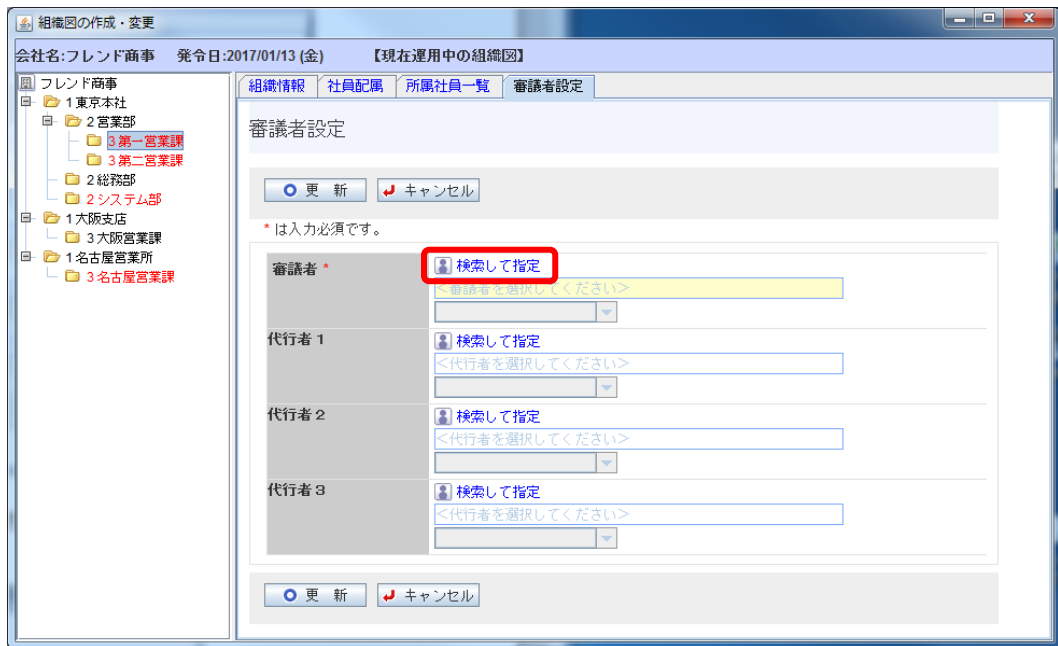 組織図の作成・変更
会社名:フレンド商事 発令日:2017/01/13 (金) 【現在運用中の組織図】
フレンド商事
1東京本社
2営業部
3第一営業課
3第二営業課
2総務部
2システム部
1大阪支店
3大阪営業課
1名古屋営業所
3名古屋営業課
組織情報 社員配属 所属社員一覧 審議者設定
審議者設定
更 新 キャンセル
* は入力必須です。
審議者 * 検索して指定
<審議者を選択してください>
代行者 1 検索して指定
<代行者を選択してください>
代行者 2 検索して指定
<代行者を選択してください>
代行者 3 検索して指定
<代行者を選択してください>
更 新 キャンセル